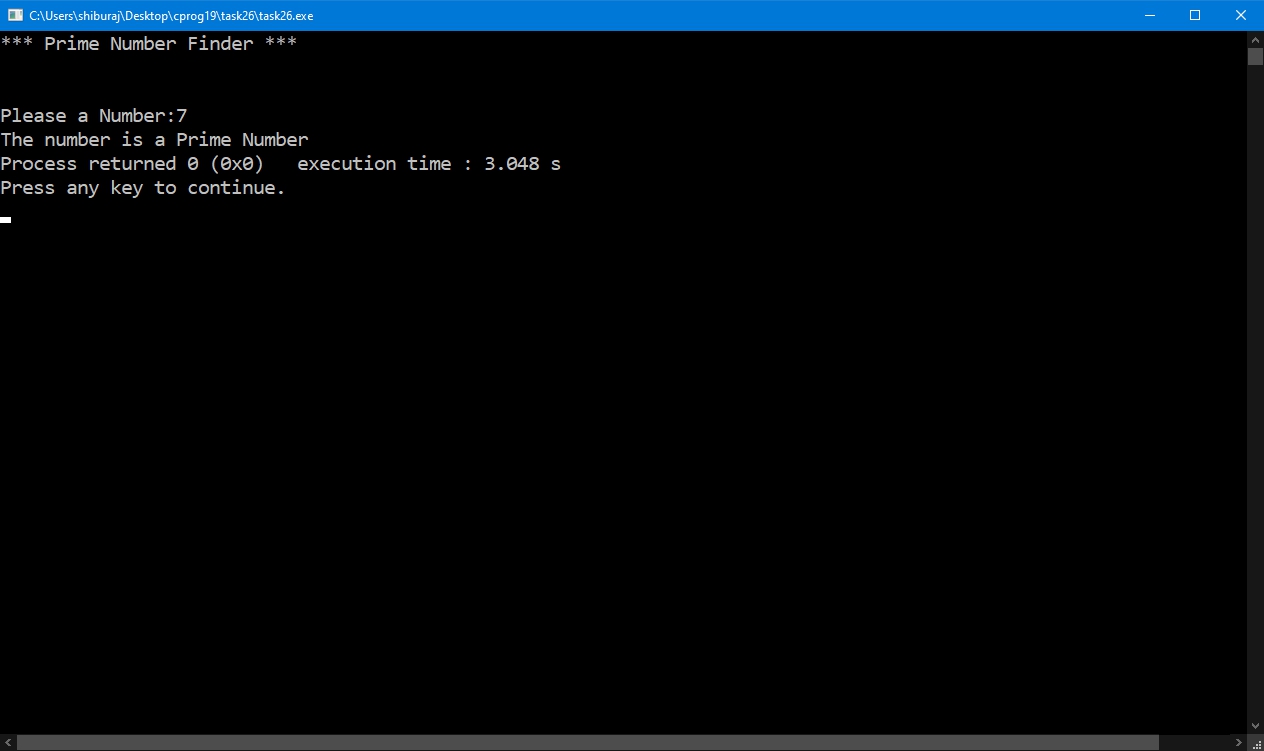 C:\Users\shiburaj\Desktop\cprog19\task26\task26.exe
*** Prime Number Finder ***
Please a Number:7
The number is a Prime Number
Process returned 0 (0x0)   execution time : 3.048 s
Press any key to continue.